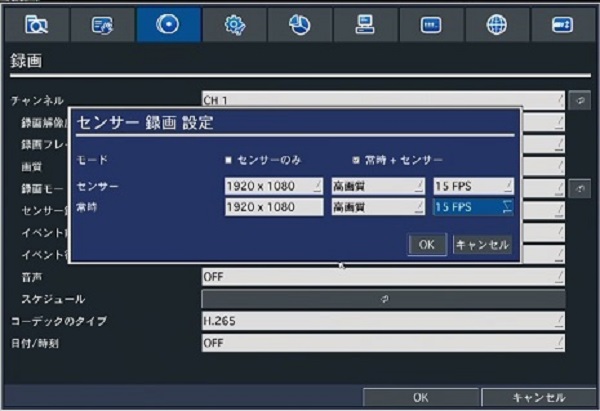 録画
チャンネル CH 1
録画解像
録画フレ
画質
録画モー
センサー
イベント
イベント
音声 OFF
スケジュール
コーデックのタイプ H.265
日付/時刻 OFF
OK キャンセル
センサー 録画 設定
モード センサーのみ 常時 + センサー
センサー 1920 x 1080 高画質 15 FPS
常時 1920 x 1080 高画質 15 FPS
OK キャンセル